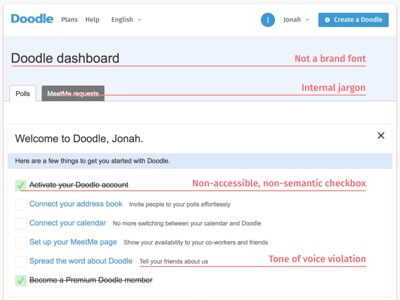 Doodle Plans Help English J Jonah Create a Doodle
Doodle dashboard Not a brand font
Internal jargon
Polls MeetMe requests
Welcome to Doodle, Jonah.
Here are a few things to get you started with Doodle.
Activate your Doodle account Non-accessible, non-semantic checkbox
Connect your address book Invite people to your polls effortlessly
Connect your calendar No more switching between your calendar and Doodle
Set up your MeetMe page Show your availability to your co-workers and friends
Spread the word about Doodle Tell your friends about us Tone of voice violation
Become a Premium Doodle member